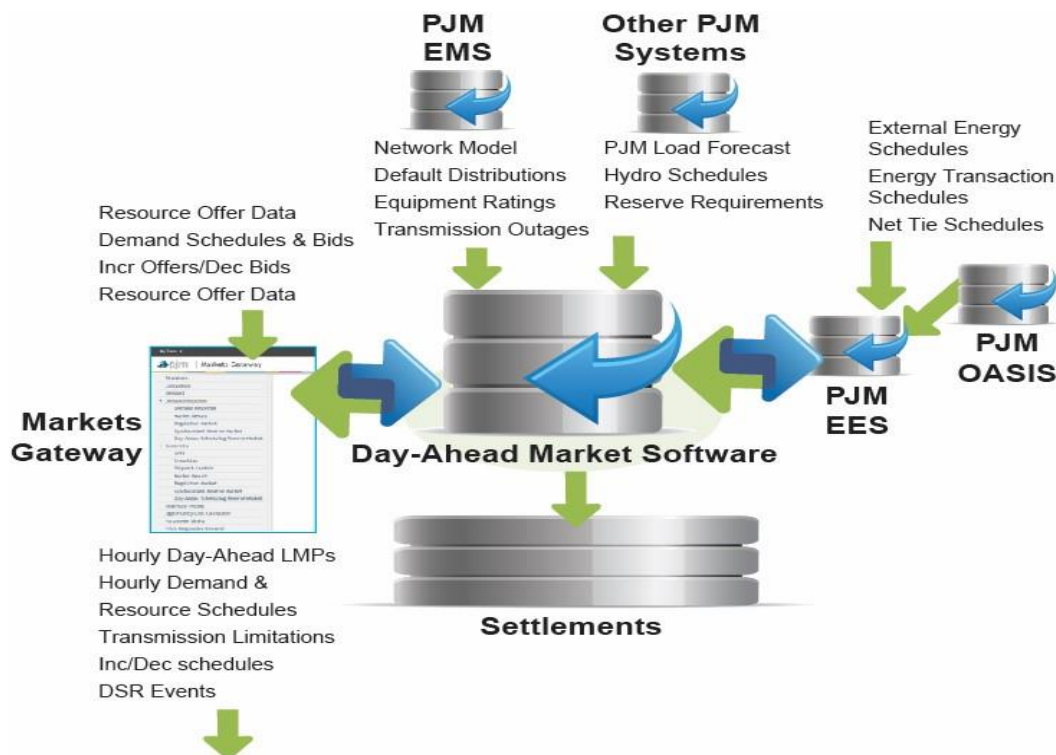 PJM
EMS
Other PJM
Systems
Network Model
Default Distributions
Equipment Ratings
Transmission Outages
PJM Load Forecast
Hydro Schedules
Reserve Requirements
External Energy
Schedules
Energy Transaction
Schedules
Net Tie Schedules
Resource Offer Data
Demand Schedules & Bids
Incr Offers/Dec Bids
Resource Offer Data
pjm Markets Gateway
Markets
Gateway
Day-Ahead Market Software
PJM
EES
PJM
OASIS
Hourly Day-Ahead LMPs
Hourly Demand &
Resource Schedules
Transmission Limitations
Inc/Dec schedules
DSR Events
Settlements